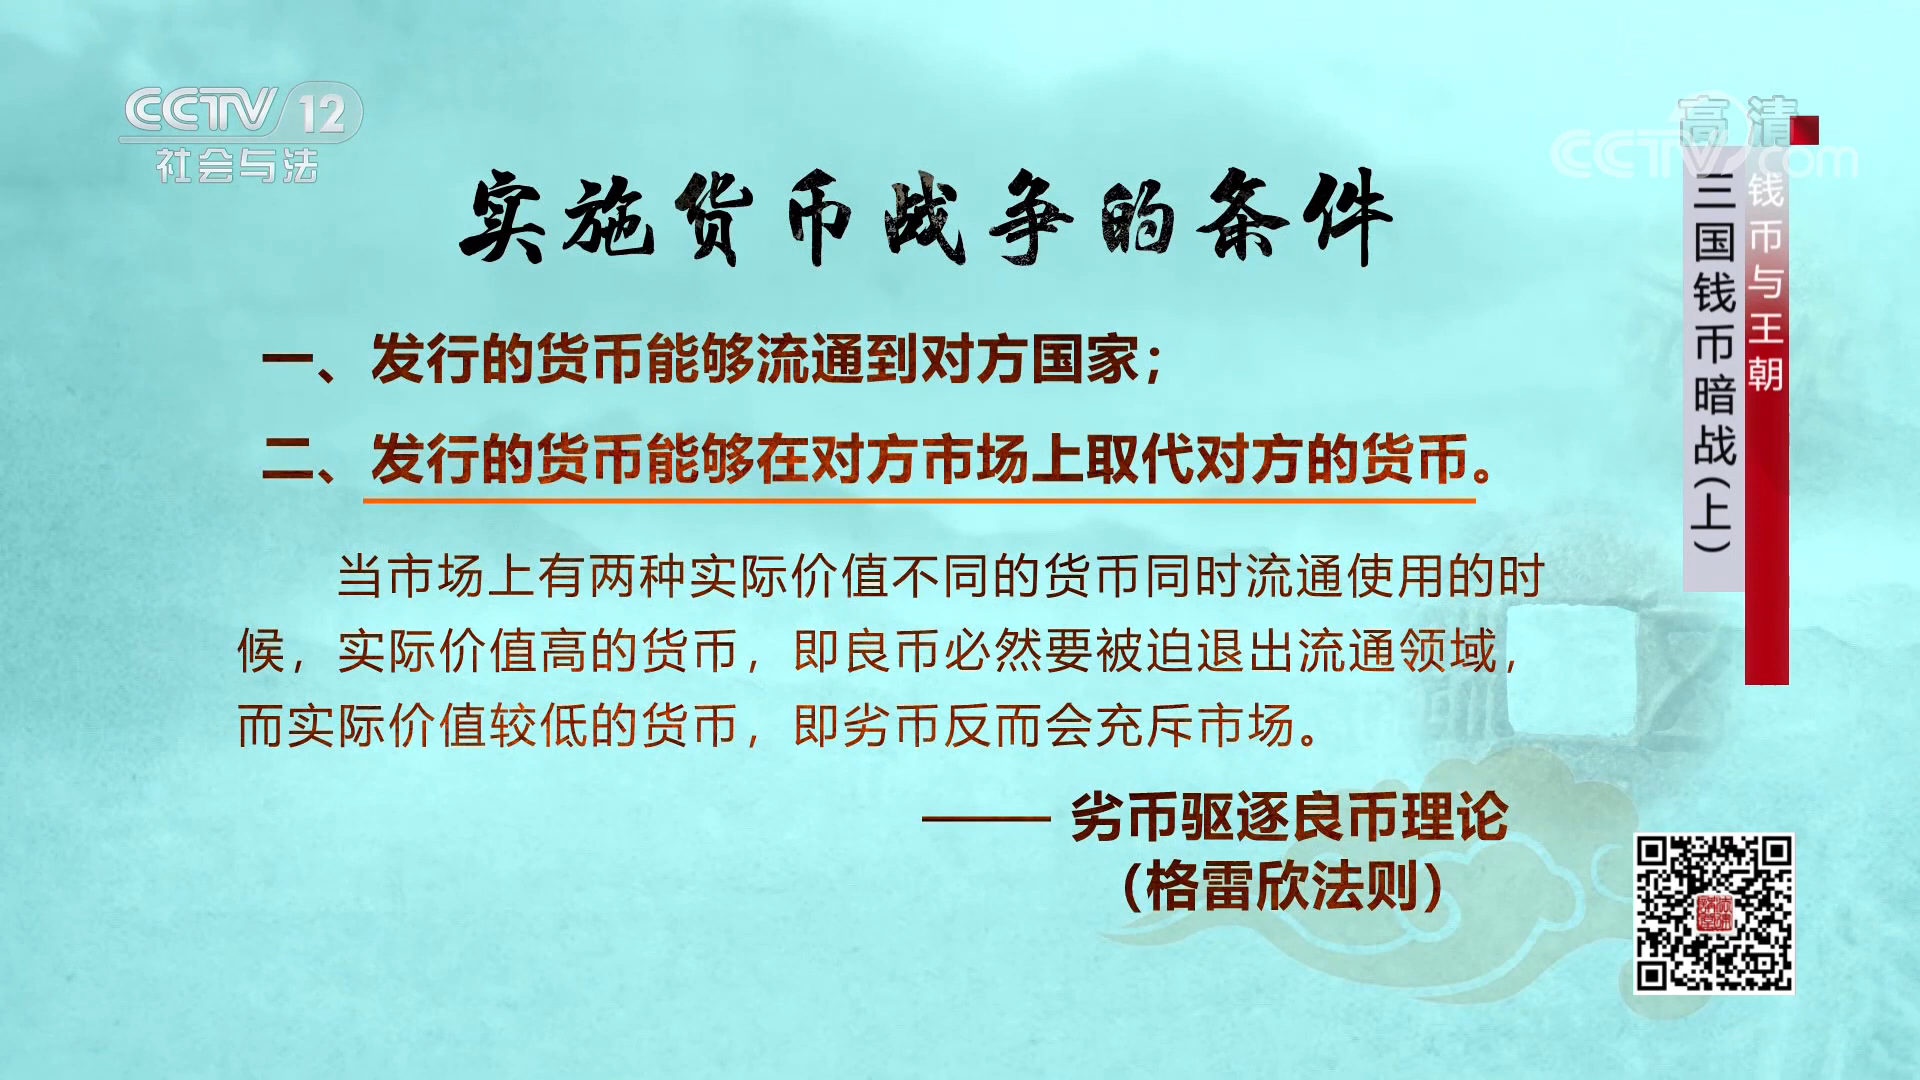 CCTV 12
社会与法
高清
CCTV.com
实施货币战争的条件
一、发行的货币能够流通到对方国家；
二、发行的货币能够在对方市场上取代对方的货币。
当市场上有两种实际价值不同的货币同时流通使用的时
候，实际价值高的货币，即良币必然要被迫退出流通领域，
而实际价值较低的货币，即劣币反而会充斥市场。
—— 劣币驱逐良币理论
（格雷欣法则）
钱币与王朝
三国钱币暗战(上)